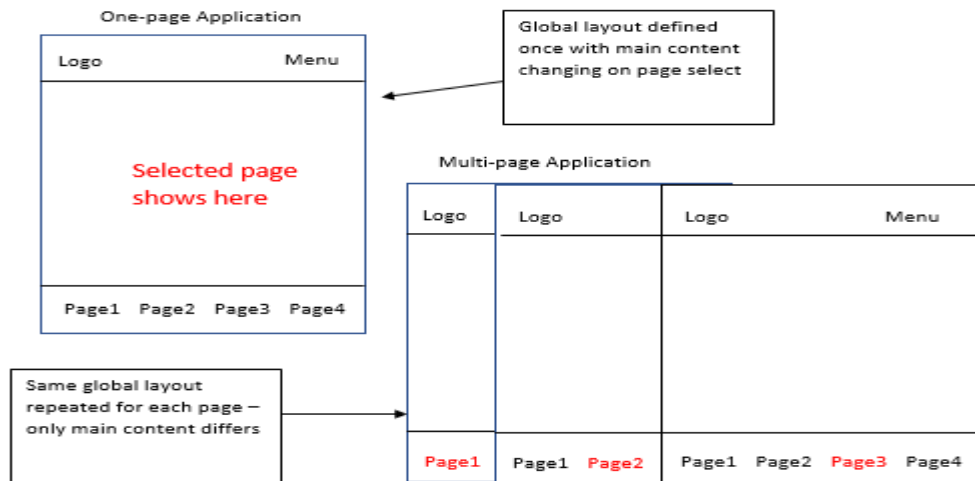 One-page Application
Logo Menu
Selected page
shows here
Page1 Page2 Page3 Page4
Global layout defined
once with main content
changing on page select
Multi-page Application
Logo Logo Logo Menu
Page1 Page1 Page2 Page1 Page2 Page3 Page4
Same global layout
repeated for each page –
only main content differs